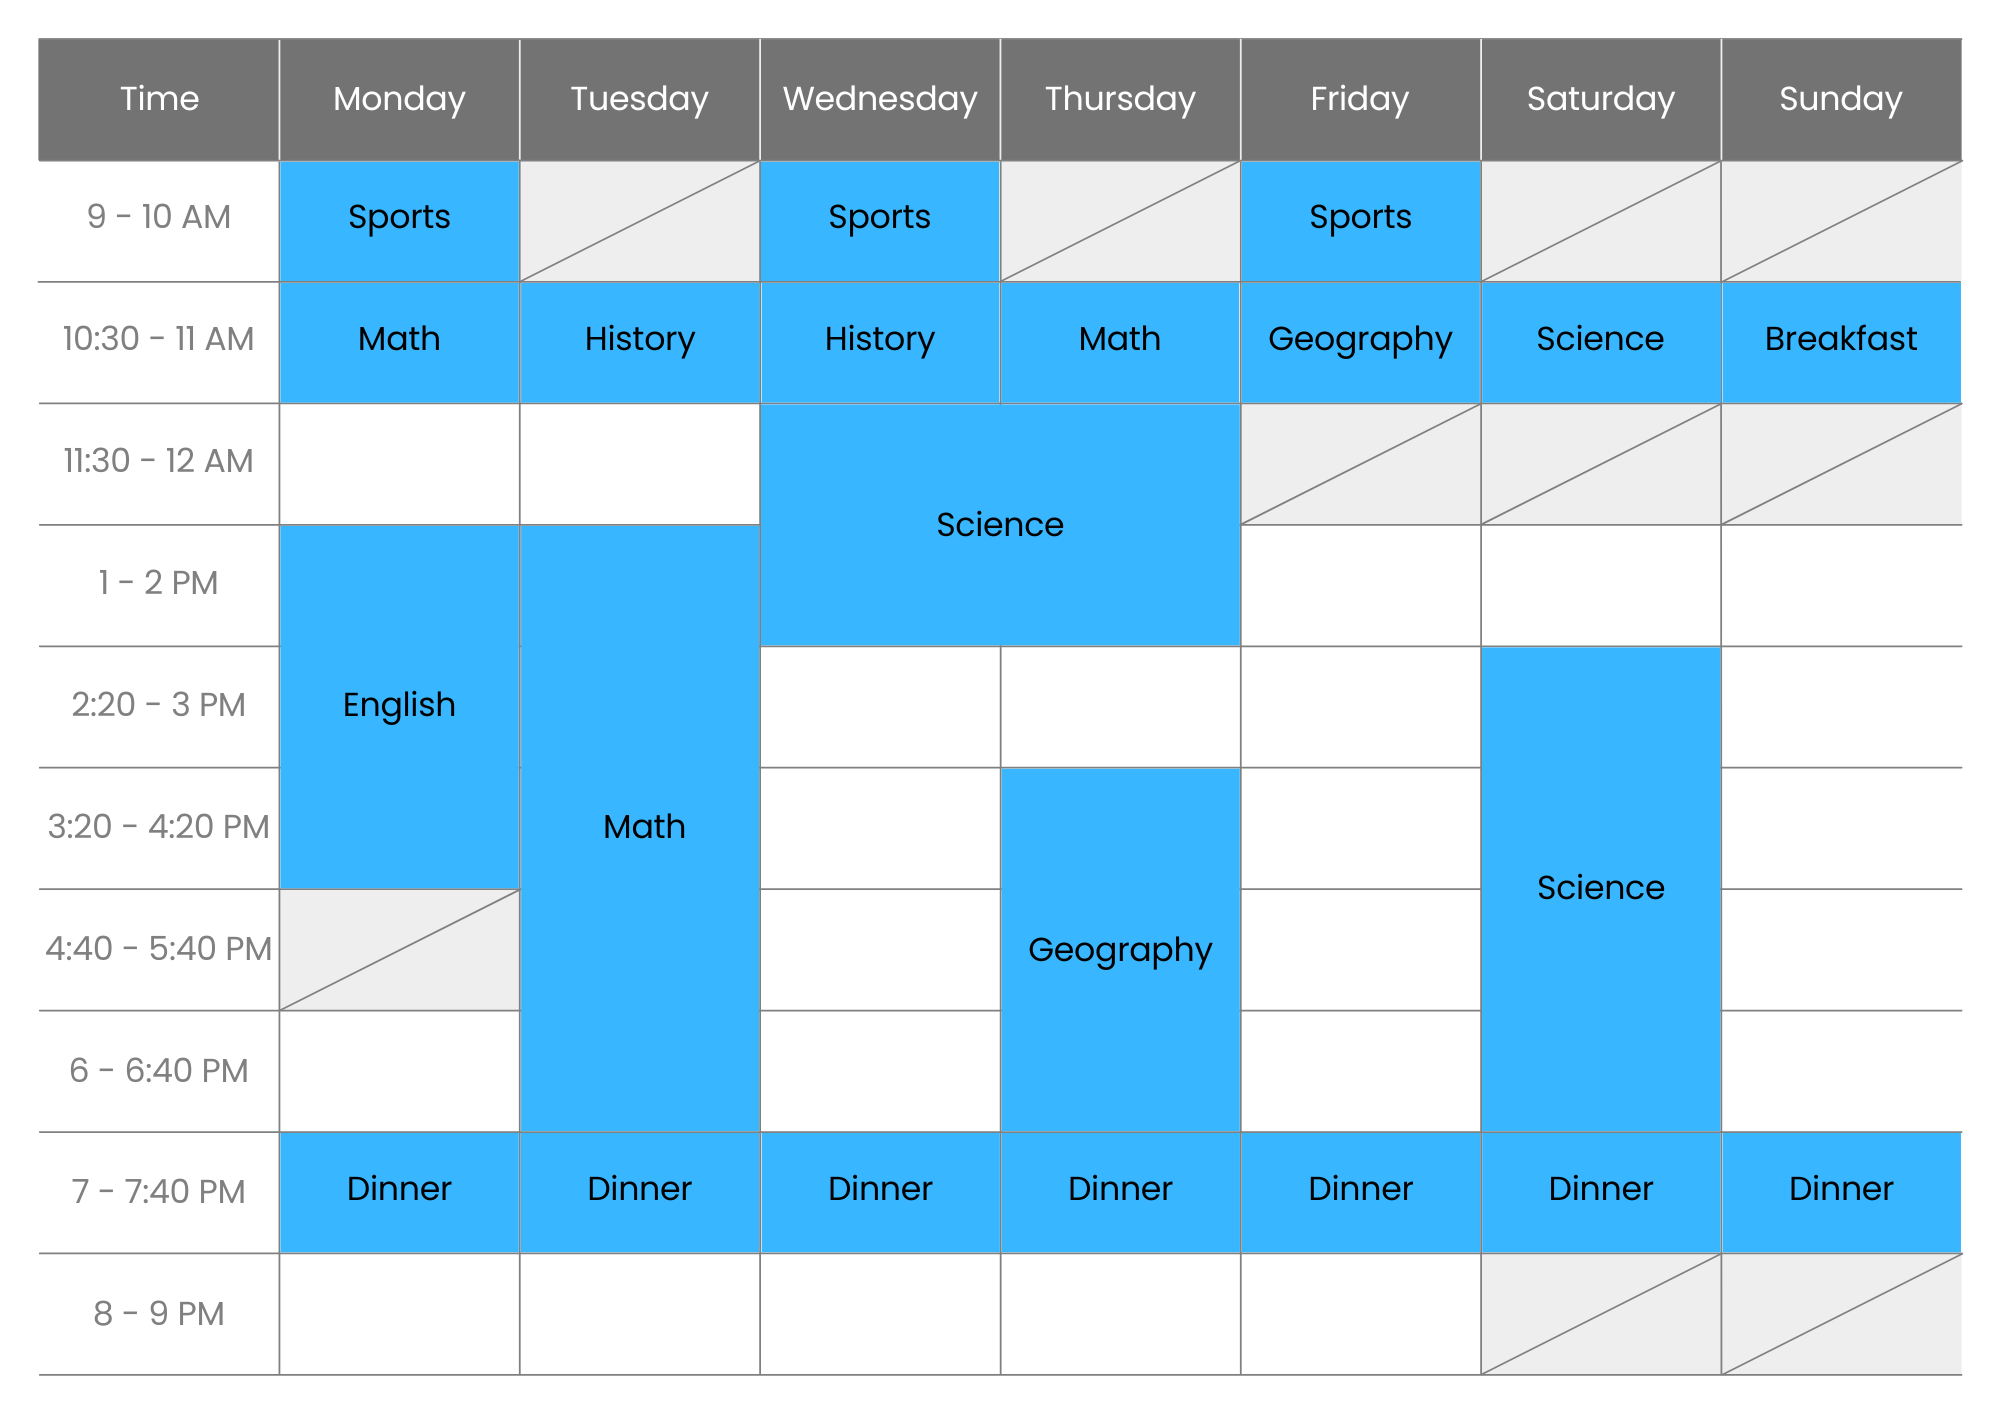 Time Monday Tuesday Wednesday Thursday Friday Saturday Sunday
9 - 10 AM Sports Sports Sports
10:30 - 11 AM Math History History Math Geography Science Breakfast
11:30 - 12 AM
Science
1 - 2 PM
2:20 - 3 PM English
3:20 - 4:20 PM Math
Science
4:40 - 5:40 PM Geography
6 - 6:40 PM
7 - 7:40 PM Dinner Dinner Dinner Dinner Dinner Dinner Dinner
8 - 9 PM